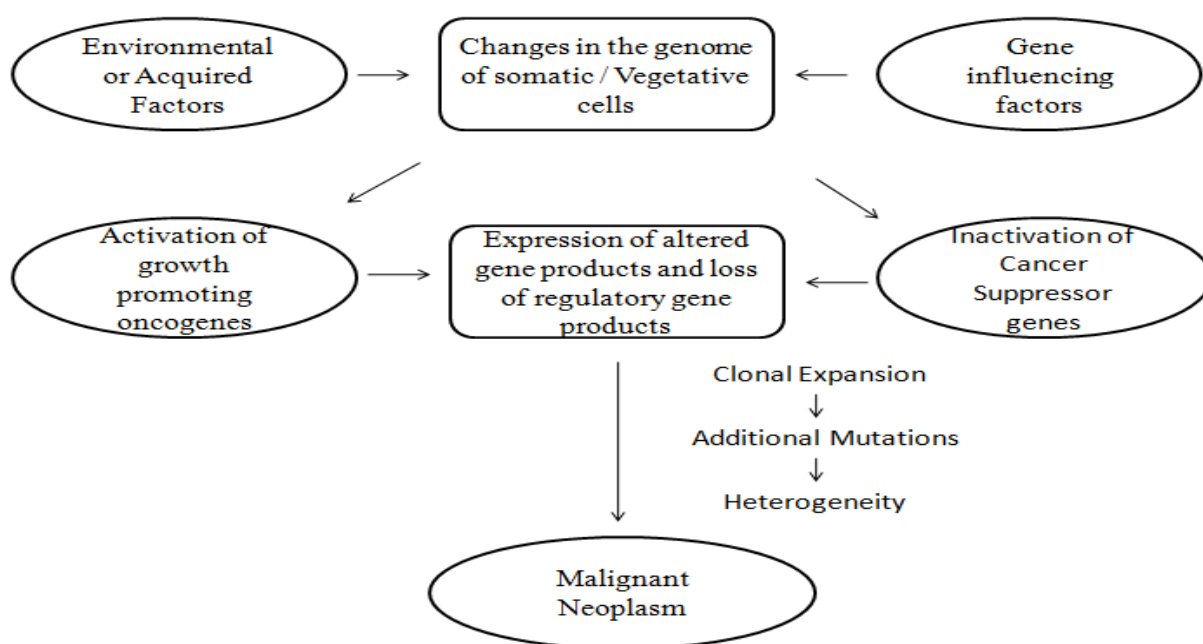 Environmental
or Acquired
Factors
Changes in the genome
of somatic / Vegetative
cells
Gene
influencing
factors
Activation of
growth
promoting
oncogenes
Expression of altered
gene products and loss
of regulatory gene
products
Inactivation of
Cancer
Suppressor
genes
Clonal Expansion
Additional Mutations
Heterogeneity
Malignant
Neoplasm